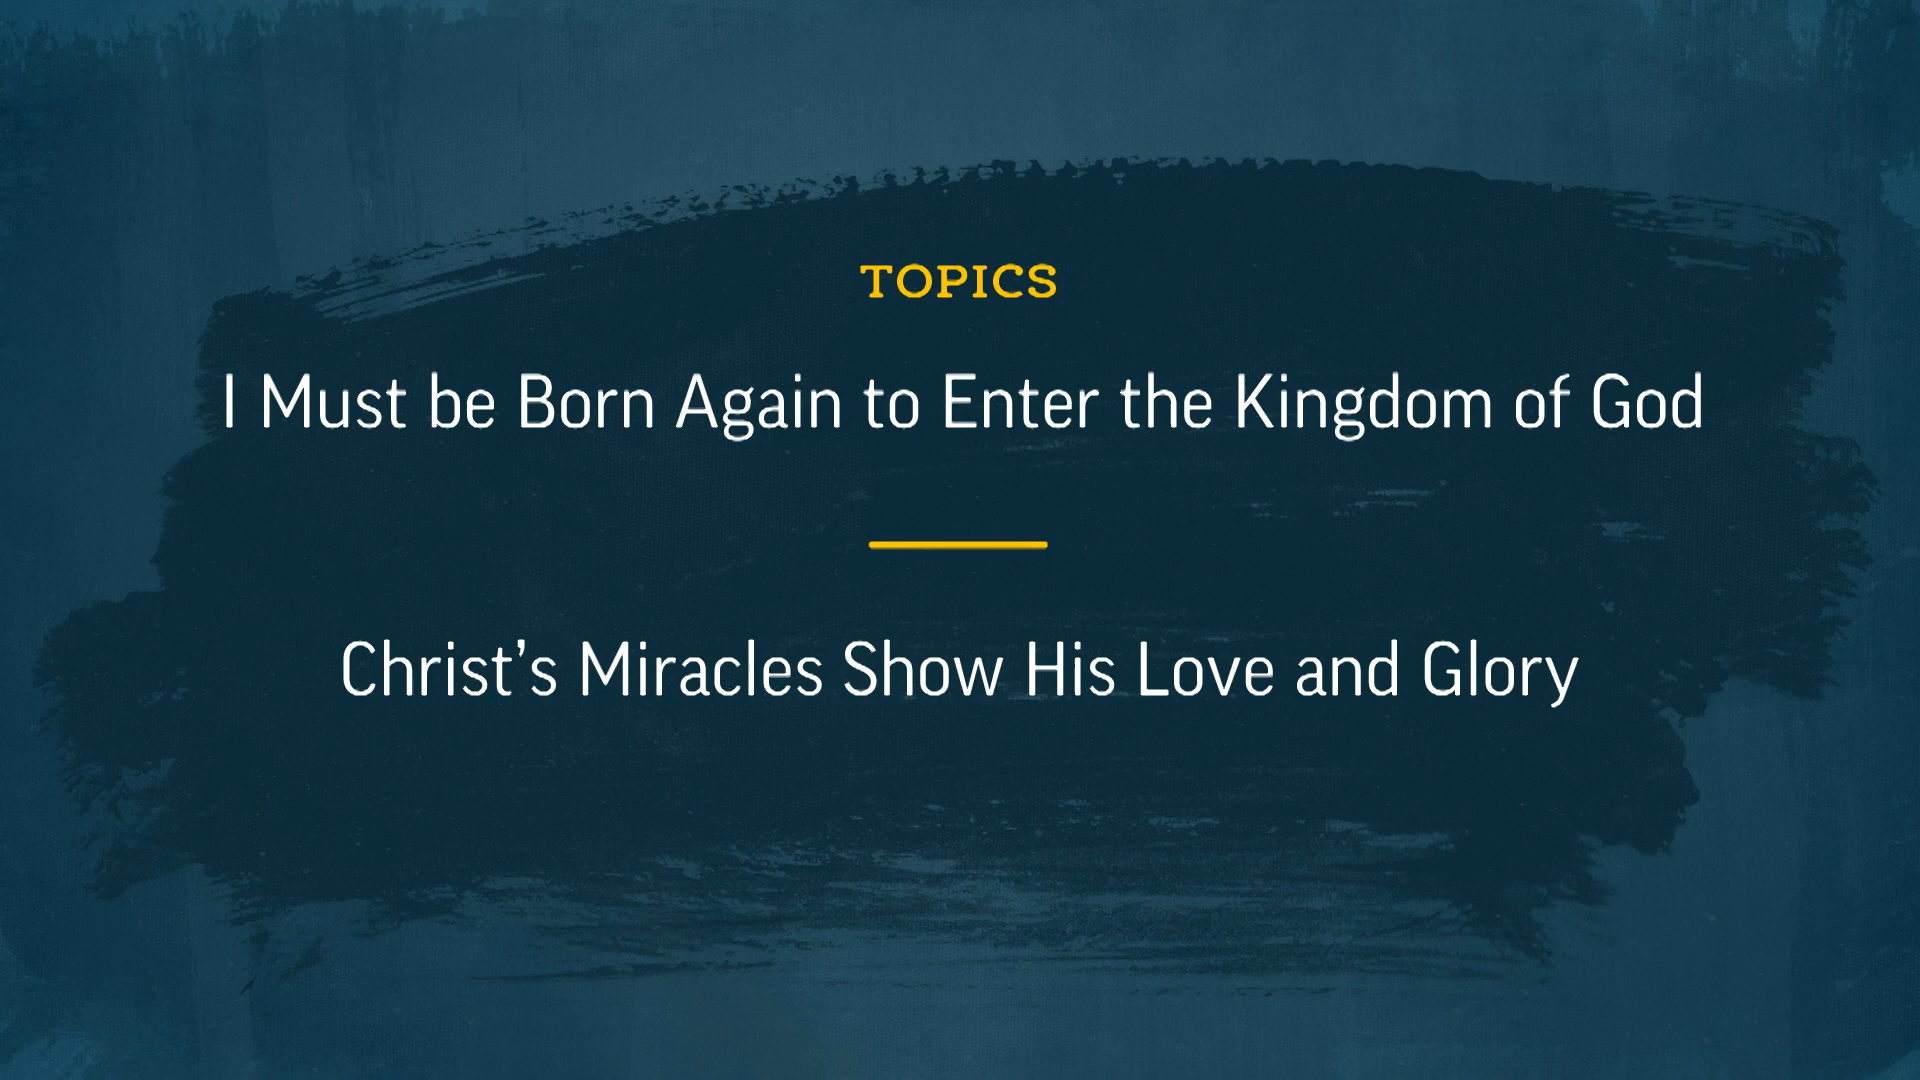 TOPICS
I Must be Born Again to Enter the Kingdom of God
Christ’s Miracles Show His Love and Glory